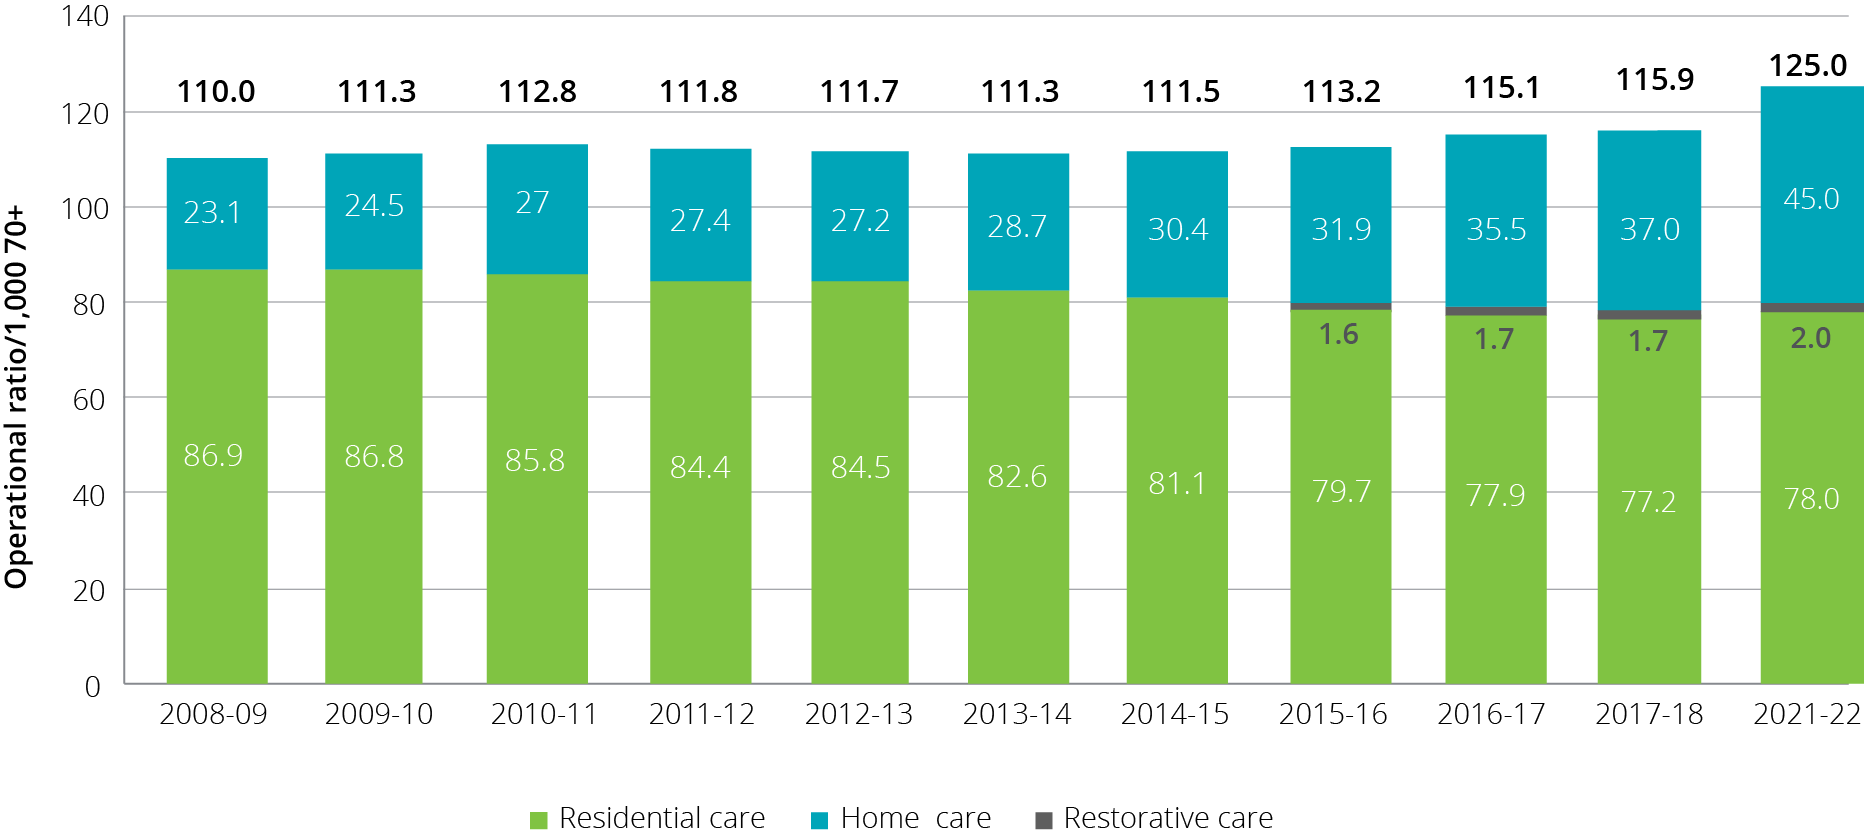 140
120
100
80
60
40
20
0
Operational ratio/1,000 70+
110.0 111.3 112.8 111.8 111.7 111.3 111.5 113.2 115.1 115.9 125.0
23.1 24.5 27 27.4 27.2 28.7 30.4 31.9 35.5 37.0 45.0
1.6 1.7 1.7 2.0
86.9 86.8 85.8 84.4 84.5 82.6 81.1 79.7 77.9 77.2 78.0
2008-09 2009-10 2010-11 2011-12 2012-13 2013-14 2014-15 2015-16 2016-17 2017-18 2021-22
Residential care Home care Restorative care